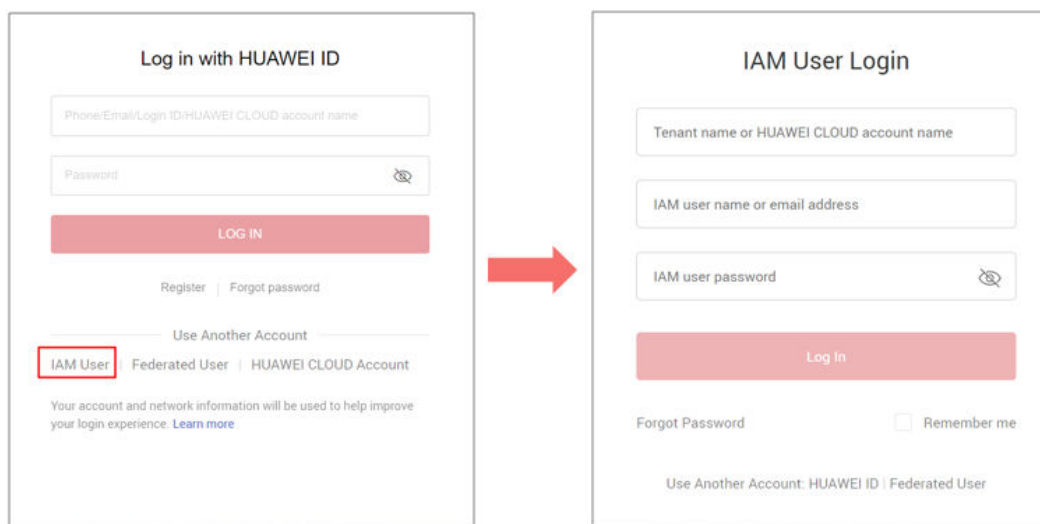 Log in with HUAWEI ID
Phone/Email/Login ID/HUAWEI CLOUD account name
Password
LOG IN
Register | Forgot password
Use Another Account
IAM User | Federated User | HUAWEI CLOUD Account
Your account and network information will be used to help improve
your login experience. Learn more
IAM User Login
Tenant name or HUAWEI CLOUD account name
IAM user name or email address
IAM user password
Log In
Forgot Password
Remember me
Use Another Account: HUAWEI ID | Federated User